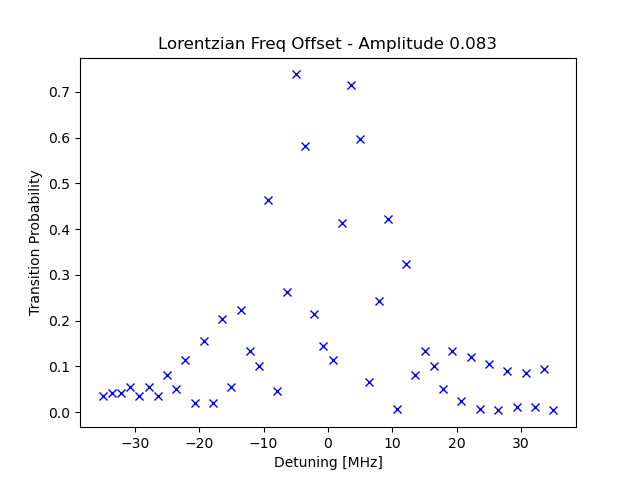 Lorentzian Freq Offset - Amplitude 0.083
0.7
0.6
0.5
0.4
0.3
0.2
0.1
0.0
Transition Probability
−30 −20 −10 0 10 20 30
Detuning [MHz]